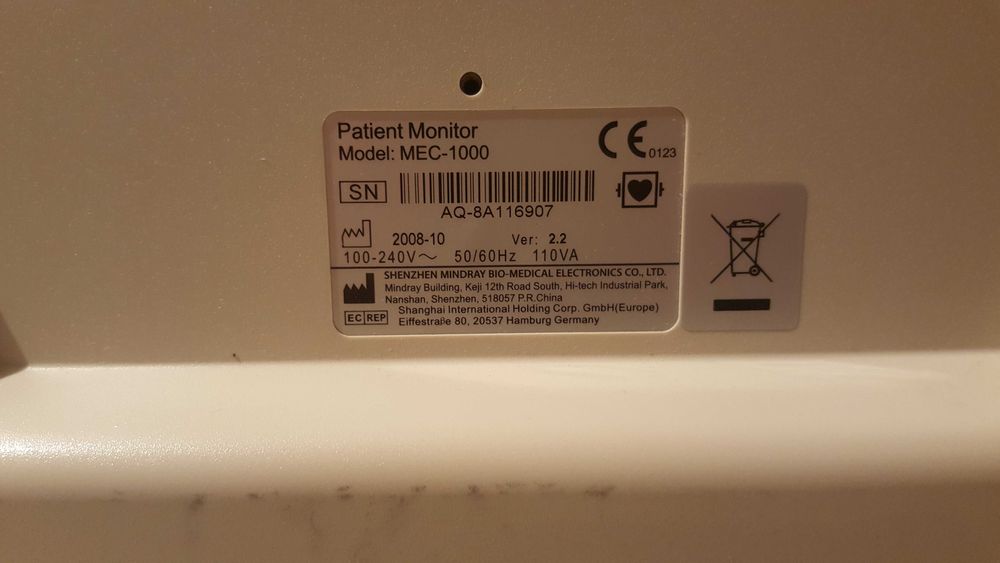 Patient Monitor
Model: MEC-1000
CE 0123
SN
AQ-8A116907
2008-10 Ver: 2.2
100-240V～ 50/60Hz 110VA
SHENZHEN MINDRAY BIO-MEDICAL ELECTRONICS CO., LTD.
Mindray Building, Keji 12th Road South, Hi-tech Industrial Park,
Nanshan, Shenzhen, 518057 P.R.China
EC REP
Shanghai International Holding Corp. GmbH(Europe)
Eiffestraße 80, 20537 Hamburg Germany